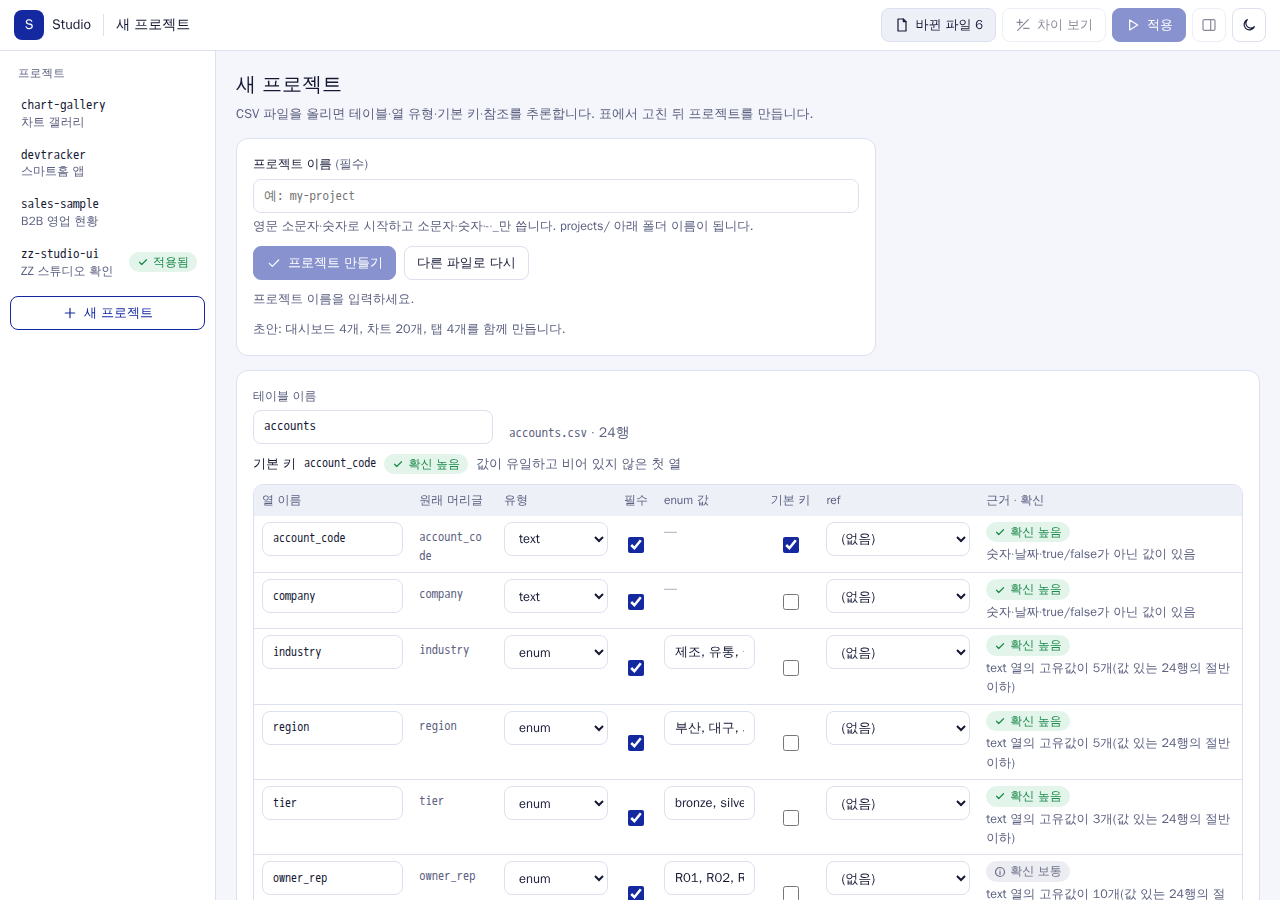 S Studio 새 프로젝트 바뀐 파일 6 차이 보기 적용
프로젝트
chart-gallery
차트 갤러리
devtracker
스마트홈 앱
sales-sample
B2B 영업 현황
zz-studio-ui
ZZ 스튜디오 확인
적용됨
새 프로젝트
새 프로젝트
CSV 파일을 올리면 테이블·열 유형·기본 키·참조를 추론합니다. 표에서 고친 뒤 프로젝트를 만듭니다.
프로젝트 이름 (필수)
예: my-project
영문 소문자·숫자로 시작하고 소문자·숫자·-·_만 씁니다. projects/ 아래 폴더 이름이 됩니다.
프로젝트 만들기 다른 파일로 다시
프로젝트 이름을 입력하세요.
초안: 대시보드 4개, 차트 20개, 탭 4개를 함께 만듭니다.
테이블 이름
accounts accounts.csv · 24행
기본 키 account_code 확신 높음 값이 유일하고 비어 있지 않은 첫 열
열 이름 원래 머리글 유형 필수 enum 값 기본 키 ref 근거 · 확신
account_code account_co text — (없음) 확신 높음
de 숫자·날짜·true/false가 아닌 값이 있음
company company text — (없음) 확신 높음
숫자·날짜·true/false가 아닌 값이 있음
industry industry enum 제조, 유통, (없음) 확신 높음
text 열의 고유값이 5개(값 있는 24행의 절반
이하)
region region enum 부산, 대구, (없음) 확신 높음
text 열의 고유값이 5개(값 있는 24행의 절반
이하)
tier tier enum bronze, silve (없음) 확신 높음
text 열의 고유값이 3개(값 있는 24행의 절반
이하)
owner_rep owner_rep enum R01, R02, R (없음) 확신 보통
text 열의 고유값이 10개(값 있는 24행의 절